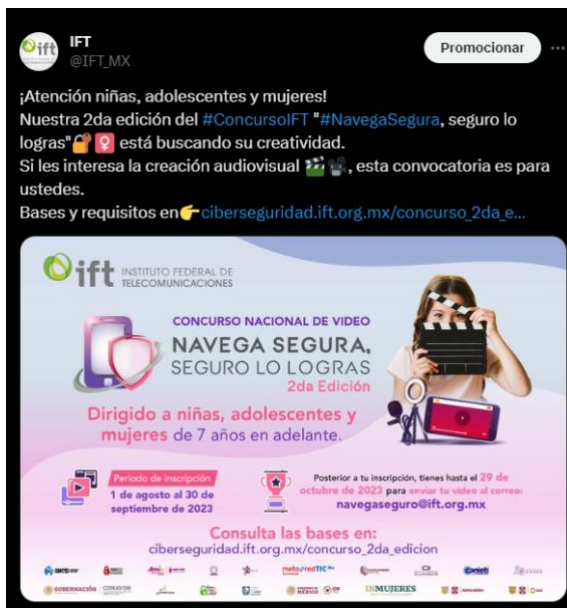 IFT
@IFT_MX
Promocionar
¡Atención niñas, adolescentes y mujeres!
Nuestra 2da edición del #ConcursoIFT "#NavegaSegura, seguro lo
logras"🔐🚺 está buscando su creatividad.
Si les interesa la creación audiovisual 🎬📽, esta convocatoria es para
ustedes.
Bases y requisitos en👉ciberseguridad.ift.org.mx/concurso_2da_e...
ift INSTITUTO FEDERAL DE
TELECOMUNICACIONES
CONCURSO NACIONAL DE VIDEO
NAVEGA SEGURA,
SEGURO LO LOGRAS
2da Edición
Dirigido a niñas, adolescentes y
mujeres de 7 años en adelante.
Periodo de inscripción
1 de agosto al 30 de
septiembre de 2023
Posterior a tu inscripción, tienes hasta el 29 de
octubre de 2023 para enviar tu video al correo:
navegaseguro@ift.org.mx
Consulta las bases en:
ciberseguridad.ift.org.mx/concurso_2da_edicion
metaredTIC
Canieti
GOBERNACIÓN
CONAVIM
GOBIERNO DE
MÉXICO
INMUJERES